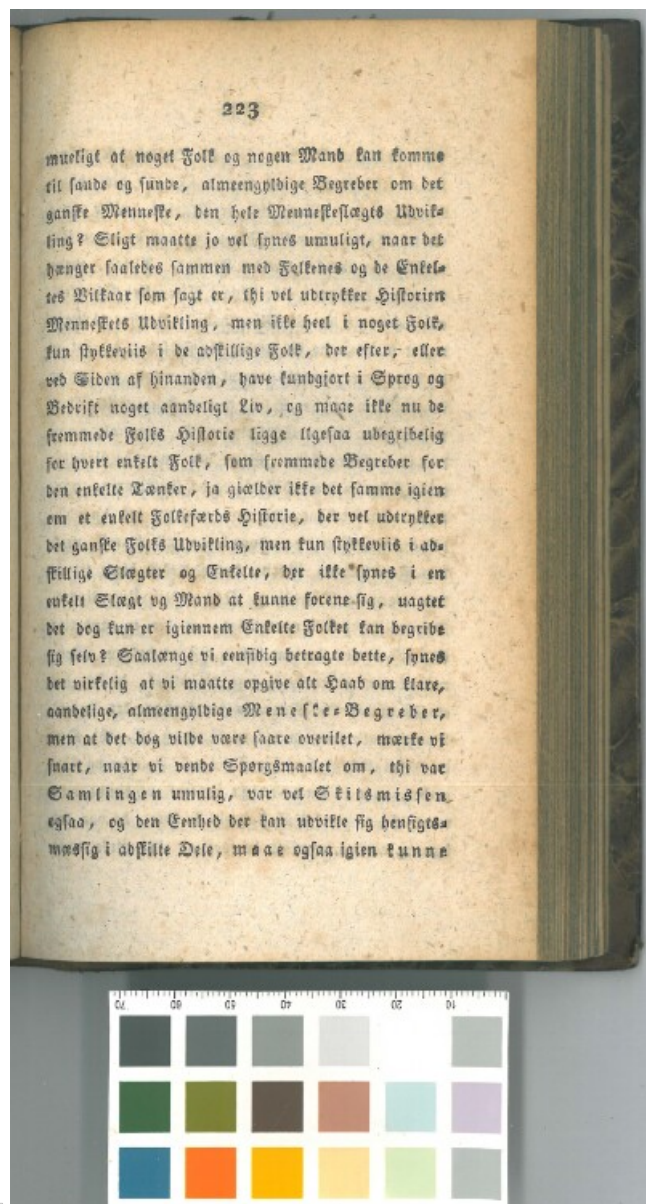 223
mueligt at noget Folk og nogen Mand kan komme
til sande og sunde, almeengyldige Begreber om det
ganske Menneske, den hele Menneskeslægts Udvik-
ling? Sligt maatte jo vel synes umuligt, naar det
hænger saaledes sammen med Folkenes og de Enkel-
tes Vilkaar som sagt er, thi vel udtrykker Historien
Menneskets Udvikling, men ikke heel i noget Folk,
kun stykkeviis i de adskillige Folk, der efter, eller
ved Siden af hinanden, have kundgjort i Sprog og
Bedrift noget aandeligt Liv, og maae ikke nu de
fremmede Folks Historie ligge ligesaa ubegribelig
for hvert enkelt Folk, som fremmede Begreber for
den enkelte Tænker, ja giælder ikke det samme igien
om et enkelt Folkefærds Historie, der vel udtrykker
det ganske Folks Udvikling, men kun stykkeviis i ad-
skillige Slægter og Enkelte, der ikke synes i en
enkelt Slægt og Mand at kunne forene sig, uagtet
det dog kun er igiennem Enkelte Folket kan begribe
sig selv? Saalænge vi eensidig betragte dette, synes
det virkelig at vi maatte opgive alt Haab om klare,
aandelige, almeengyldige Meneske-Begreber,
men at det dog vilde være saare overilet, mærke vi
snart, naar vi vende Spørgsmaalet om, thi var
Samlingen umulig, var vel Skilsmissen
ogsaa, og den Eenhed der kan udvikle sig hensigts-
mæssig i adskilte Dele, maae ogsaa igien kunne
70 60 50 40 30 20 10